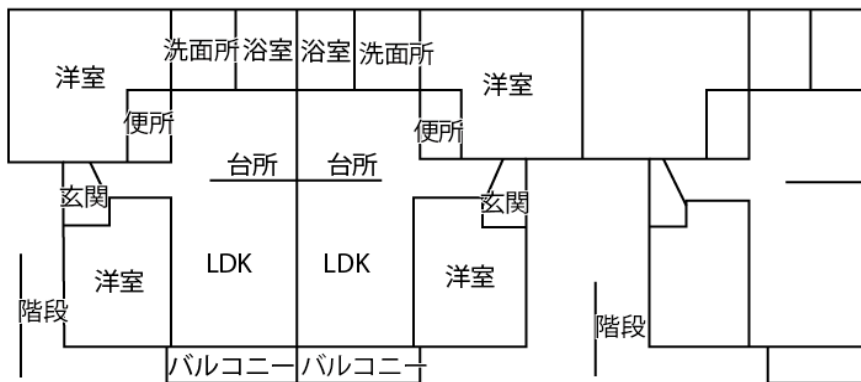 洗面所 浴室 浴室 洗面所
洋室 洋室
便所 便所
台所 台所
玄関 玄関
LDK LDK
洋室 洋室
階段 階段
バルコニー バルコニー